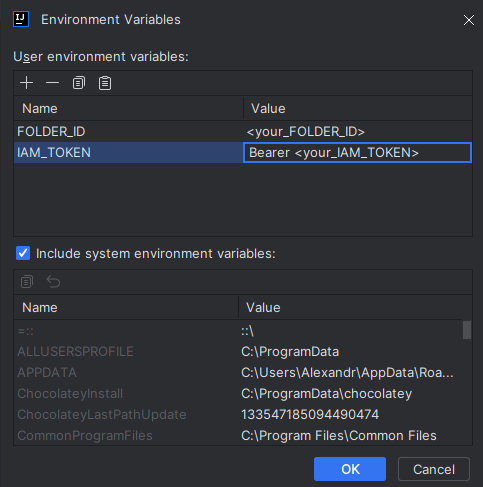 IJ Environment Variables
User environment variables:
Name Value
FOLDER_ID <your_FOLDER_ID>
IAM_TOKEN Bearer <your_IAM_TOKEN>
Include system environment variables:
Name Value
=:: ::\
ALLUSERSPROFILE C:\ProgramData
APPDATA C:\Users\Alexandr\AppData\Roa...
ChocolateyInstall C:\ProgramData\chocolatey
ChocolateyLastPathUpdate 133547185094490474
CommonProgramFiles C:\Program Files\Common Files
OK Cancel